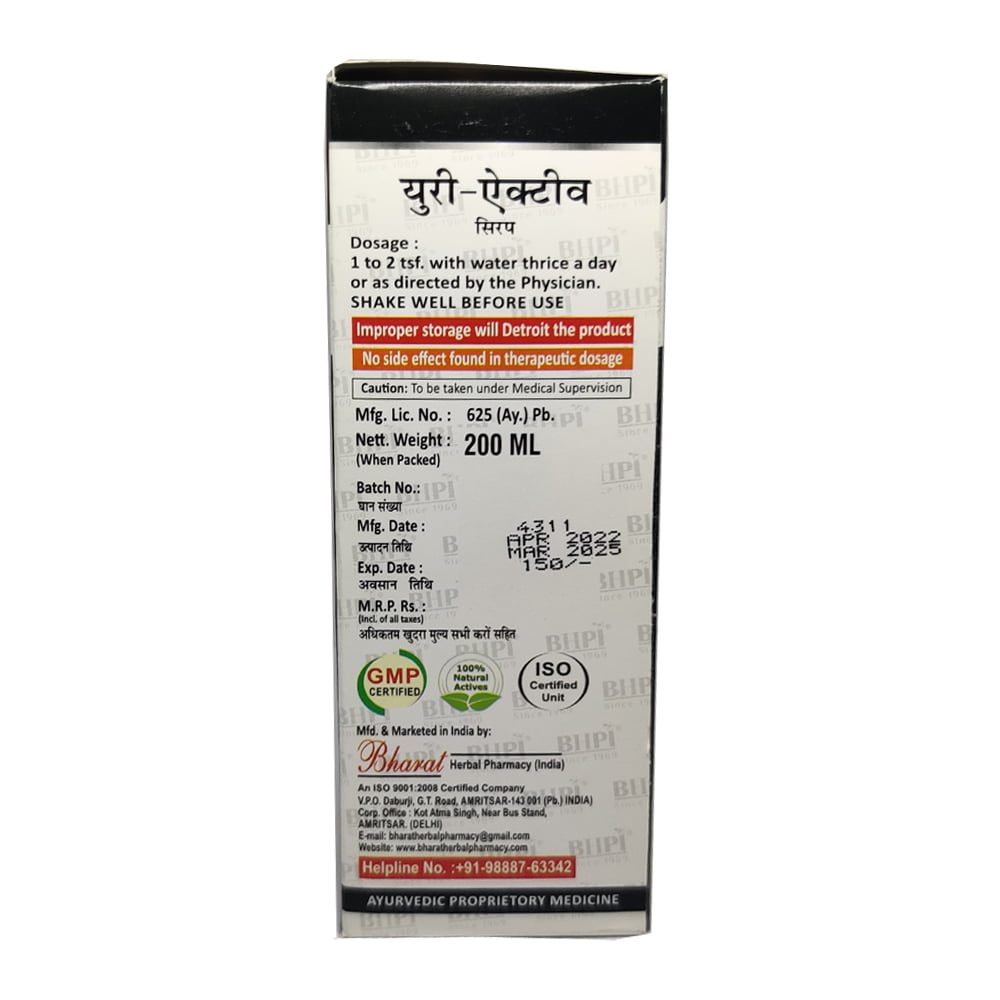 युरी-ऐक्टीव
सिरप
Dosage :
1 to 2 tsf. with water thrice a day
or as directed by the Physician.
SHAKE WELL BEFORE USE
Improper storage will Detroit the product
No side effect found in therapeutic dosage
Caution: To be taken under Medical Supervision
Mfg. Lic. No. : 625 (Ay.) Pb.
Nett. Weight : 200 ML
(When Packed)
Batch No.:
घान संख्या
Mfg. Date :
उत्पादन तिथि
Exp. Date :
अवसान तिथि
M.R.P. Rs. :
(Incl. of all taxes)
अधिकतम खुदरा मुल्य सभी करों सहित
4311
APR 2022
MAR 2025
150/-
GMP
CERTIFIED
100%
Natural
Actives
ISO
Certified
Unit
Mfd. & Marketed in India by:
Bharat Herbal Pharmacy (India)
An ISO 9001:2008 Certified Company
V.P.O. Daburji, G.T. Road, AMRITSAR-143 001 (Pb.) INDIA)
Corp. Office : Kot Atma Singh, Near Bus Stand,
AMRITSAR. (DELHI)
E-mail: bharatherbalpharmacy@gmail.com
Website: www.bharatherbalpharmacy.com
Helpline No. :+91-98887-63342
AYURVEDIC PROPRIETORY MEDICINE
BHPI
Since 1969